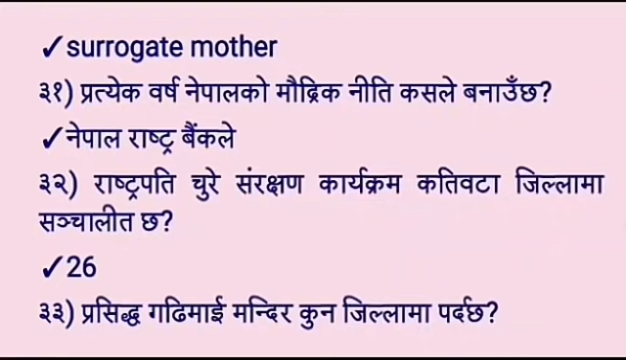 ✓surrogate mother
३१) प्रत्येक वर्ष नेपालको मौद्रिक नीति कसले बनाउँछ?
✓नेपाल राष्ट्र बैंकले
३२) राष्ट्रपति चुरे संरक्षण कार्यक्रम कतिवटा जिल्लामा
सञ्चालीत छ?
✓26
३३) प्रसिद्ध गढिमाई मन्दिर कुन जिल्लामा पर्दछ?